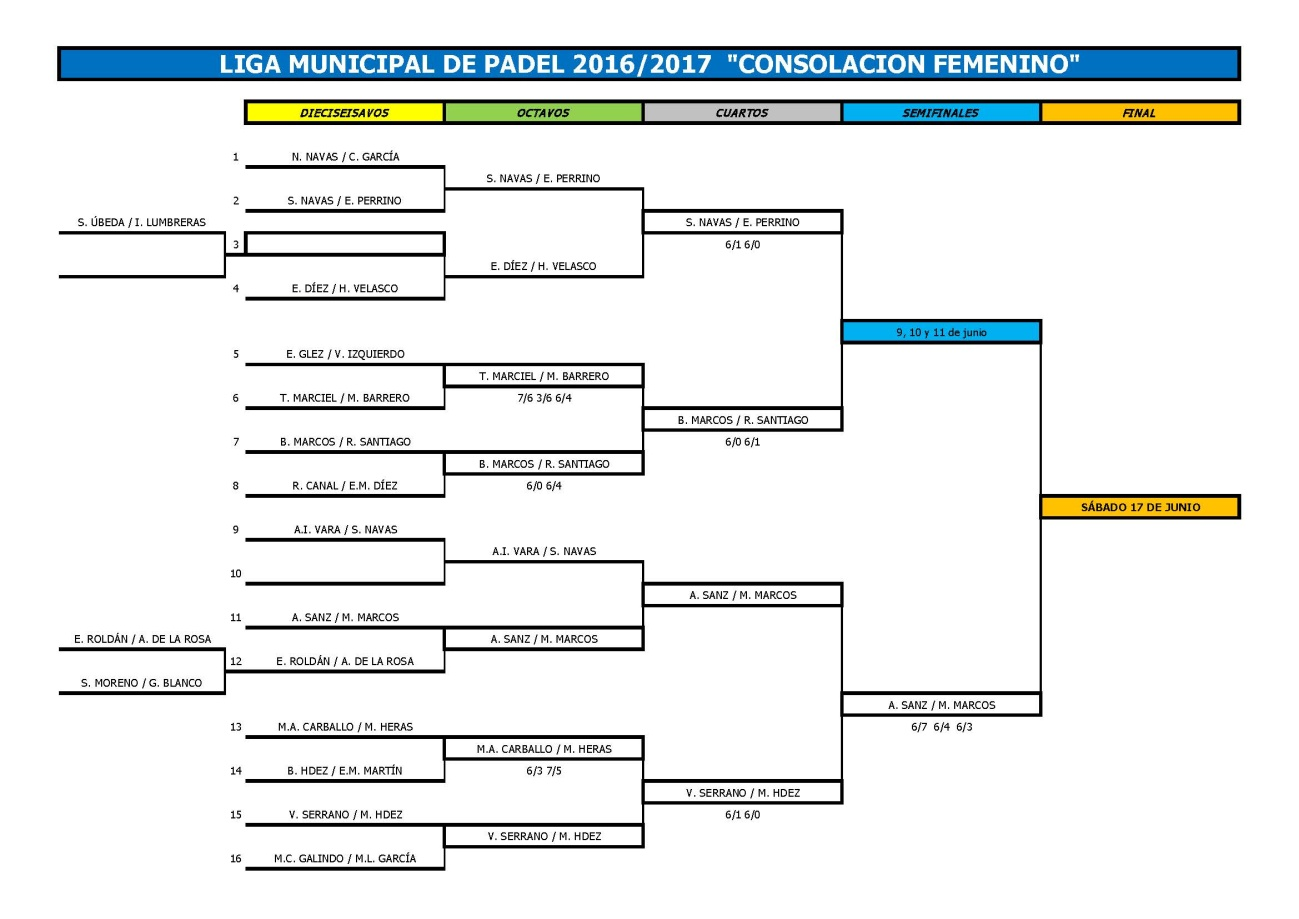 LIGA MUNICIPAL DE PADEL 2016/2017 "CONSOLACION FEMENINO"
DIECISEISAVOS OCTAVOS CUARTOS SEMIFINALES FINAL
1 N. NAVAS / C. GARCÍA
S. NAVAS / E. PERRINO
2 S. NAVAS / E. PERRINO
S. ÚBEDA / I. LUMBRERAS S. NAVAS / E. PERRINO
3 6/1 6/0
E. DÍEZ / H. VELASCO
4 E. DÍEZ / H. VELASCO
9, 10 y 11 de junio
5 E. GLEZ / V. IZQUIERDO
T. MARCIEL / M. BARRERO
6 T. MARCIEL / M. BARRERO 7/6 3/6 6/4
B. MARCOS / R. SANTIAGO
7 B. MARCOS / R. SANTIAGO 6/0 6/1
B. MARCOS / R. SANTIAGO
8 R. CANAL / E.M. DÍEZ 6/0 6/4
SÁBADO 17 DE JUNIO
9 A.I. VARA / S. NAVAS
A.I. VARA / S. NAVAS
10
A. SANZ / M. MARCOS
11 A. SANZ / M. MARCOS
E. ROLDÁN / A. DE LA ROSA A. SANZ / M. MARCOS
12 E. ROLDÁN / A. DE LA ROSA
S. MORENO / G. BLANCO
A. SANZ / M. MARCOS
13 M.A. CARBALLO / M. HERAS 6/7 6/4 6/3
M.A. CARBALLO / M. HERAS
14 B. HDEZ / E.M. MARTÍN 6/3 7/5
V. SERRANO / M. HDEZ
15 V. SERRANO / M. HDEZ 6/1 6/0
V. SERRANO / M. HDEZ
16 M.C. GALINDO / M.L. GARCÍA